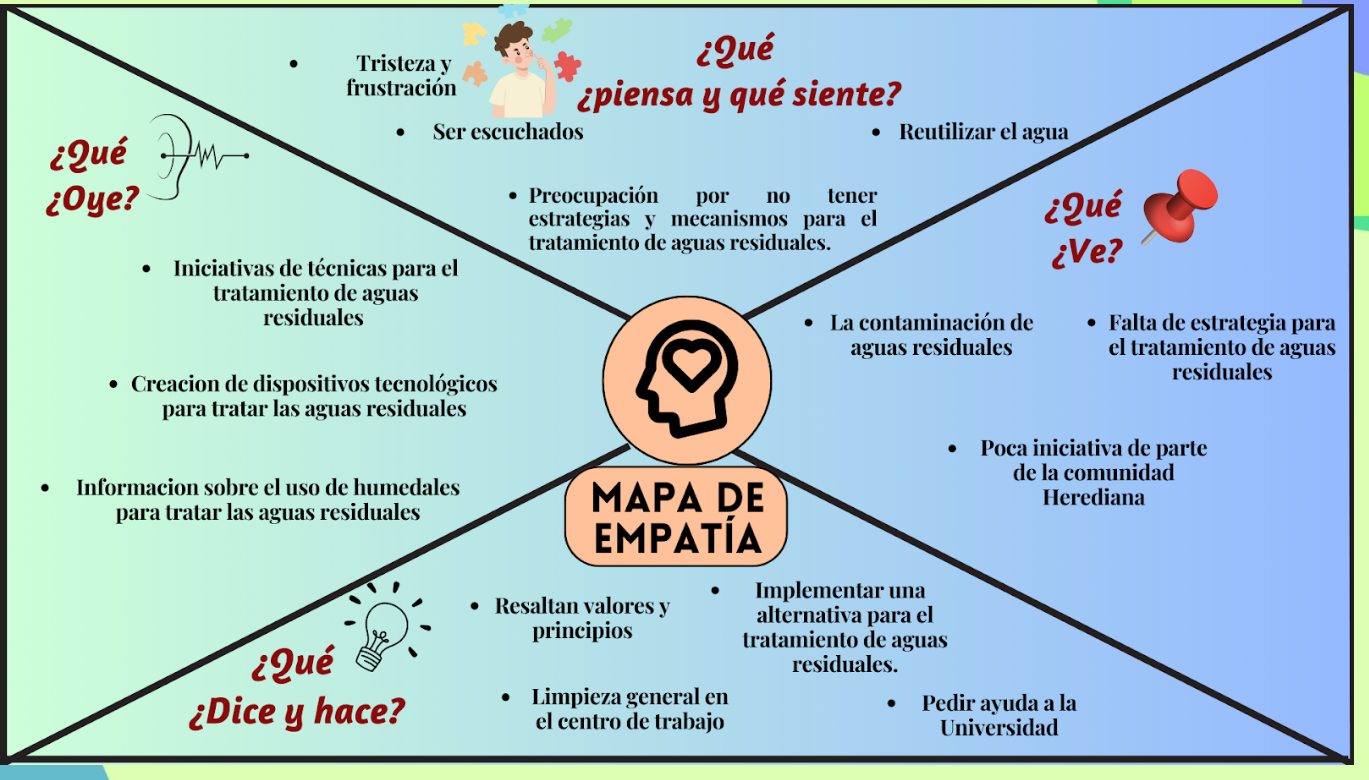 ¿Qué
¿piensa y qué siente?
• Tristeza y
frustración
• Ser escuchados
• Reutilizar el agua
• Preocupación por no tener
estrategias y mecanismos para el
tratamiento de aguas residuales.
¿Qué
¿Oye?
• Iniciativas de técnicas para el
tratamiento de aguas
residuales
• Creacion de dispositivos tecnológicos
para tratar las aguas residuales
• Informacion sobre el uso de humedales
para tratar las aguas residuales
¿Qué
¿Ve?
• La contaminación de
aguas residuales
• Falta de estrategia para
el tratamiento de aguas
residuales
• Poca iniciativa de parte
de la comunidad
Herediana
MAPA DE
EMPATÍA
¿Qué
¿Dice y hace?
• Resaltan valores y
principios
• Implementar una
alternativa para el
tratamiento de aguas
residuales.
• Limpieza general en
el centro de trabajo
• Pedir ayuda a la
Universidad